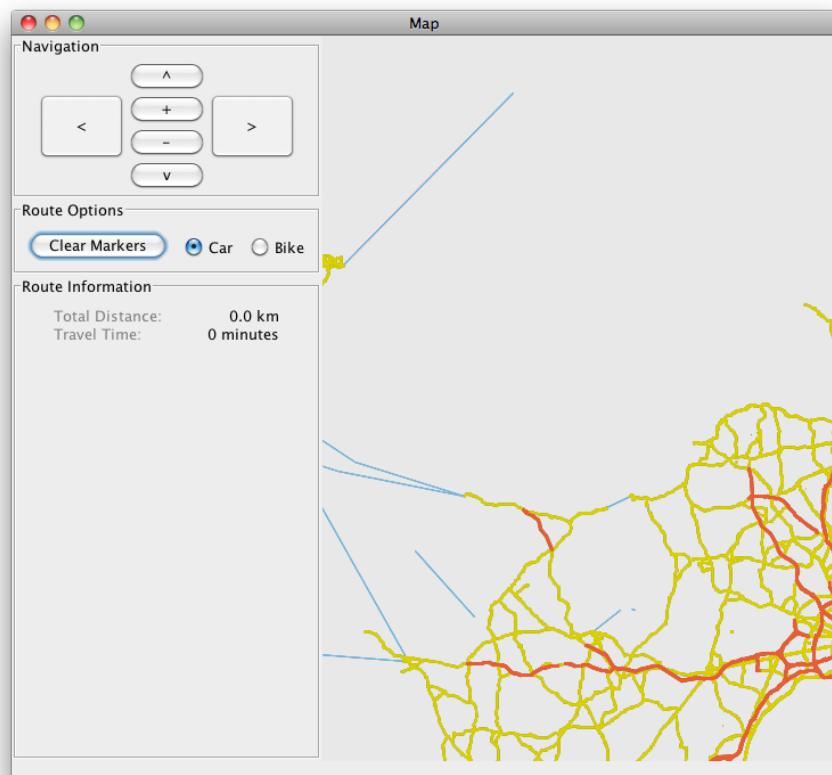 Map
Navigation
^
+
< >
-
v
Route Options
Clear Markers Car Bike
Route Information
Total Distance: 0.0 km
Travel Time: 0 minutes